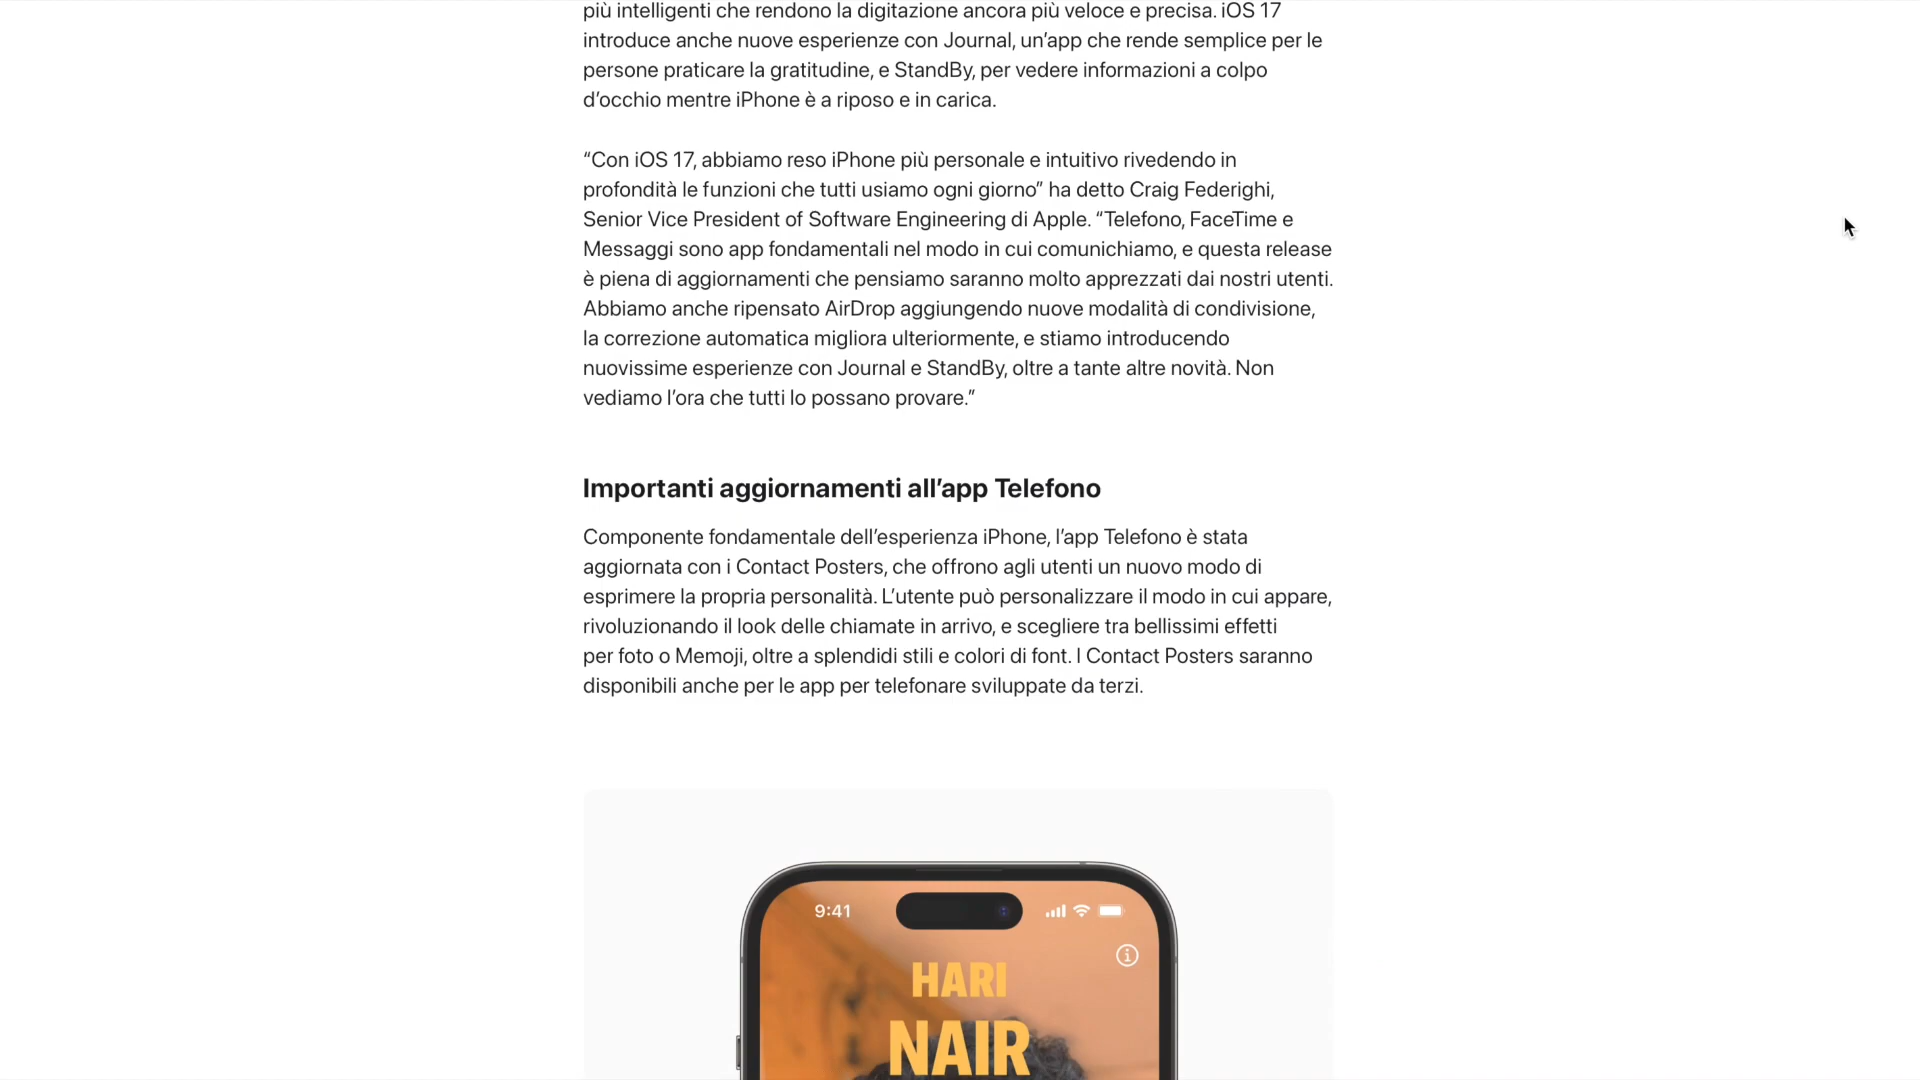 più intelligenti che rendono la digitazione ancora più veloce e precisa. iOS 17
introduce anche nuove esperienze con Journal, un’app che rende semplice per le
persone praticare la gratitudine, e StandBy, per vedere informazioni a colpo
d’occhio mentre iPhone è a riposo e in carica.
“Con iOS 17, abbiamo reso iPhone più personale e intuitivo rivedendo in
profondità le funzioni che tutti usiamo ogni giorno” ha detto Craig Federighi,
Senior Vice President of Software Engineering di Apple. “Telefono, FaceTime e
Messaggi sono app fondamentali nel modo in cui comunichiamo, e questa release
è piena di aggiornamenti che pensiamo saranno molto apprezzati dai nostri utenti.
Abbiamo anche ripensato AirDrop aggiungendo nuove modalità di condivisione,
la correzione automatica migliora ulteriormente, e stiamo introducendo
nuovissime esperienze con Journal e StandBy, oltre a tante altre novità. Non
vediamo l’ora che tutti lo possano provare.”
Importanti aggiornamenti all’app Telefono
Componente fondamentale dell’esperienza iPhone, l’app Telefono è stata
aggiornata con i Contact Posters, che offrono agli utenti un nuovo modo di
esprimere la propria personalità. L’utente può personalizzare il modo in cui appare,
rivoluzionando il look delle chiamate in arrivo, e scegliere tra bellissimi effetti
per foto o Memoji, oltre a splendidi stili e colori di font. I Contact Posters saranno
disponibili anche per le app per telefonare sviluppate da terzi.
9:41
HARI
NAIR